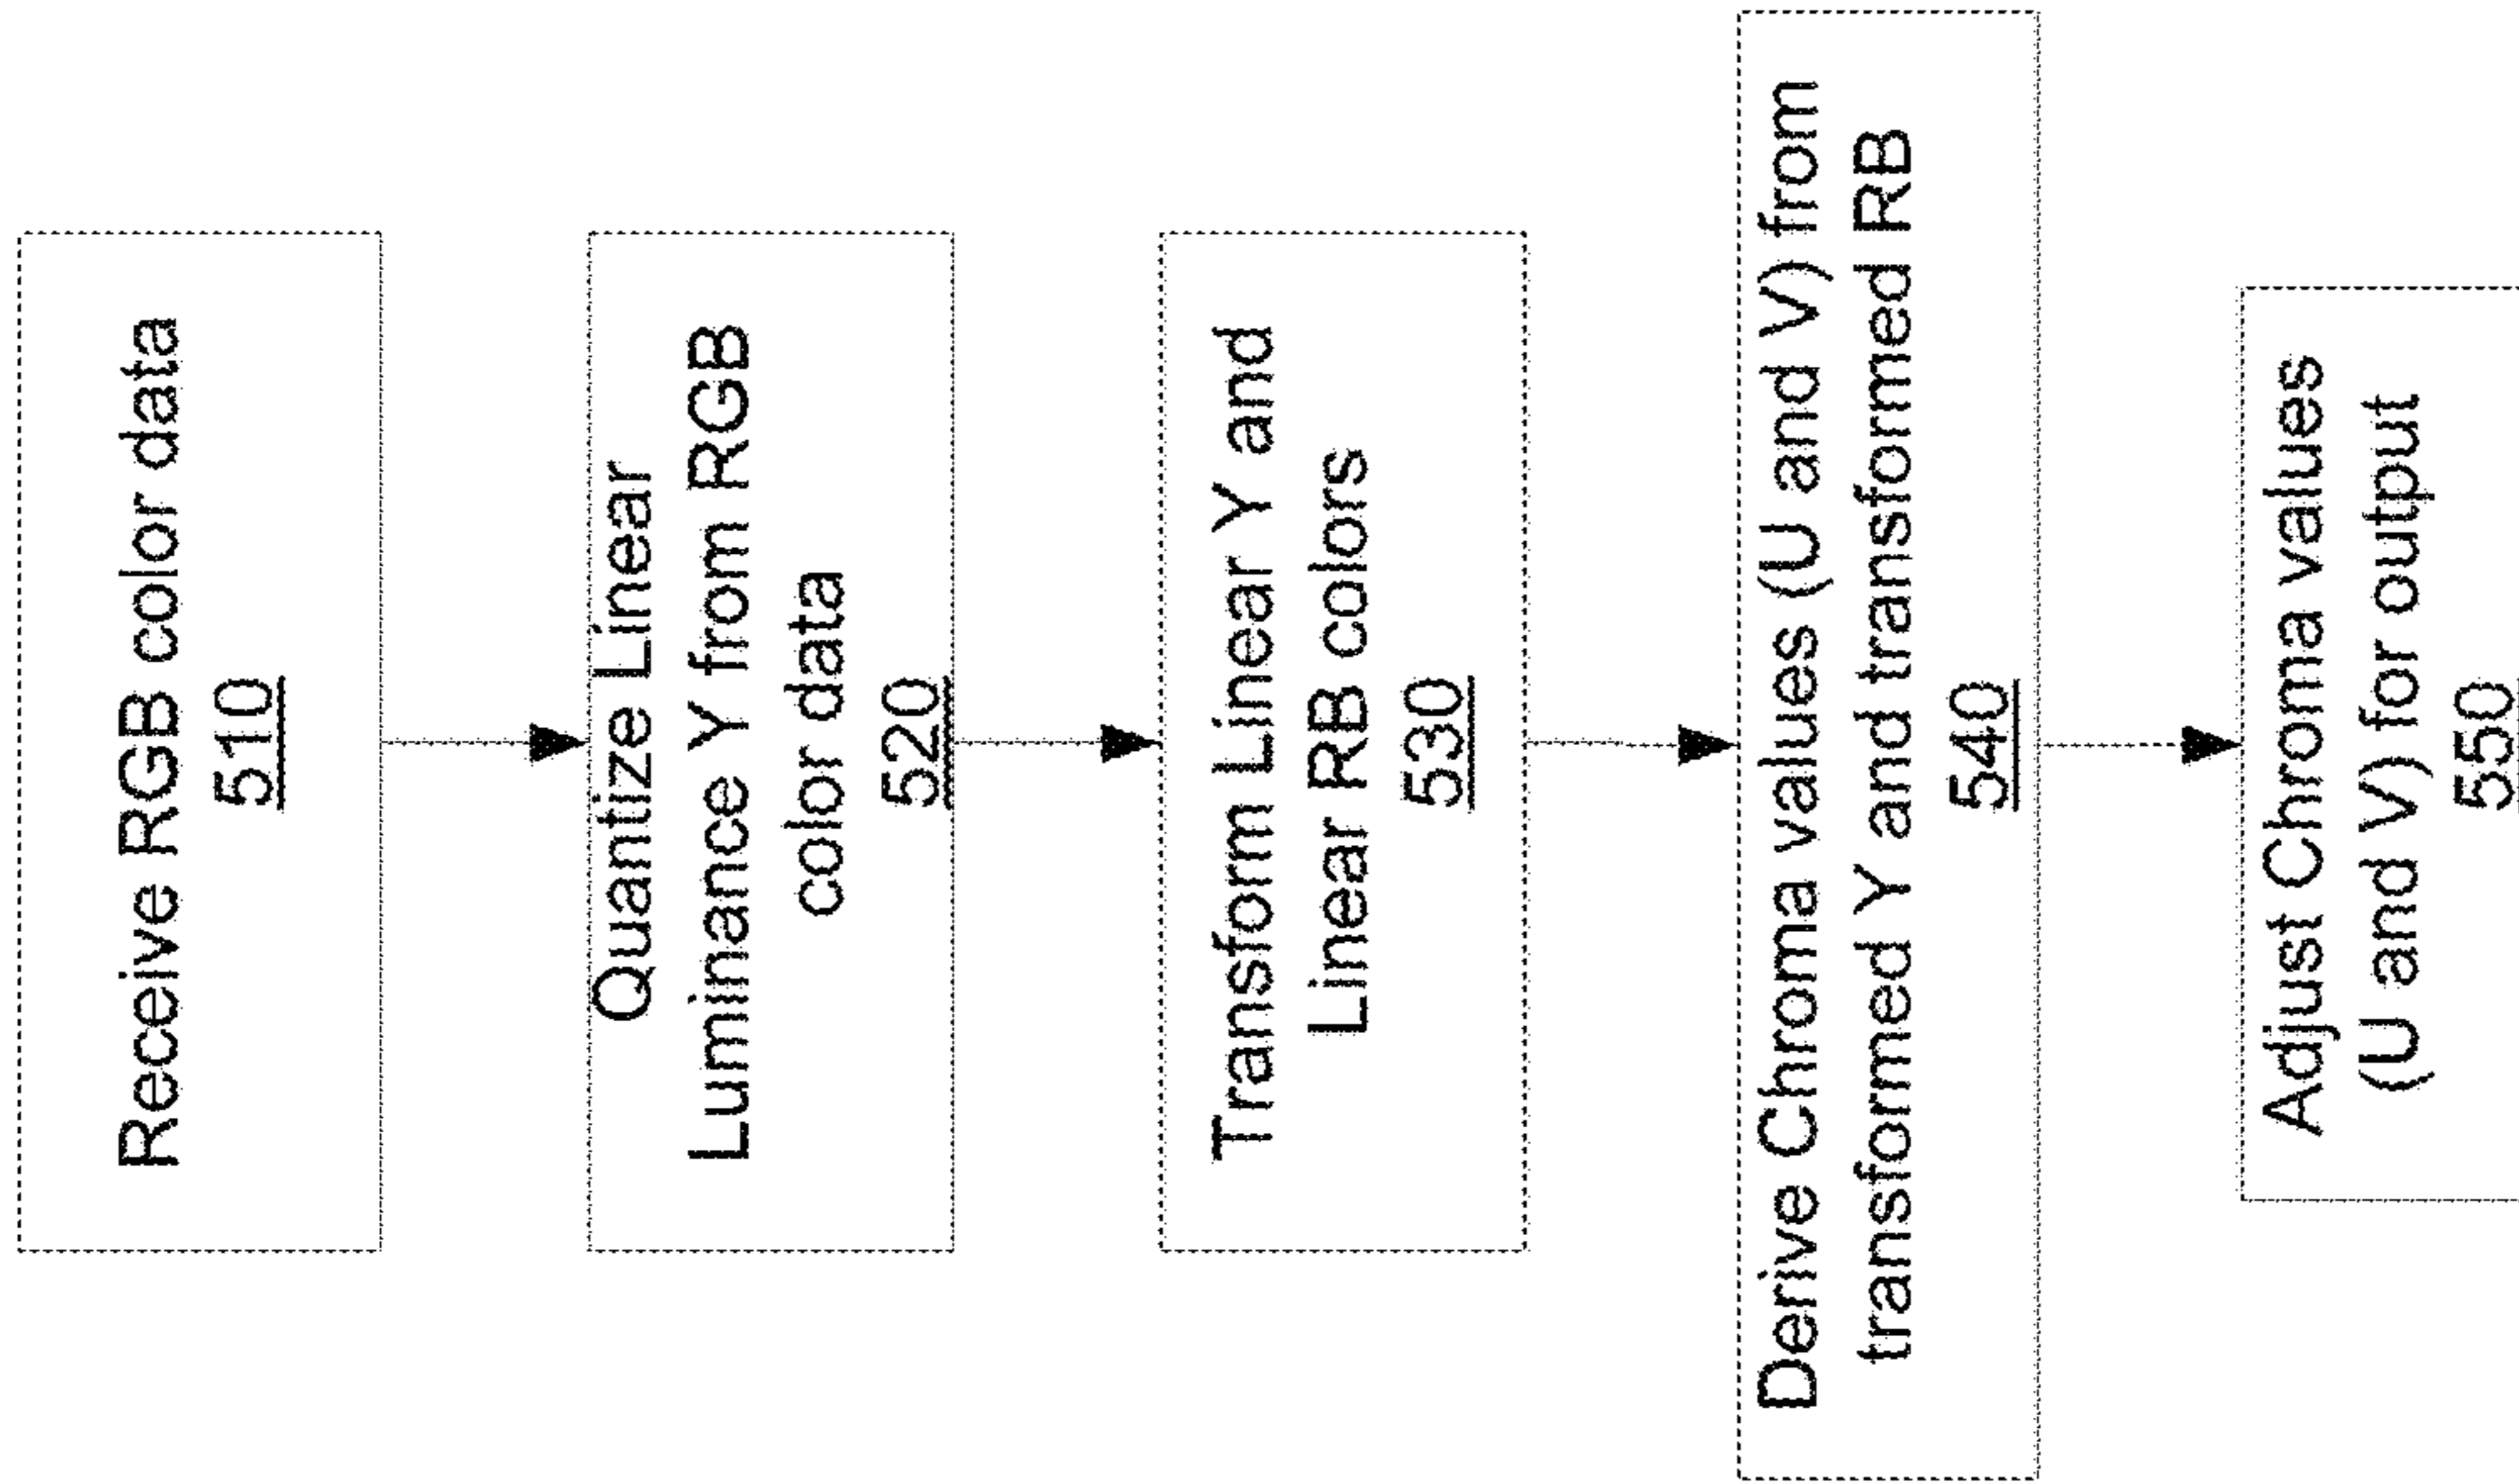 Receive RGB color data
510
Quantize Linear
Luminance Y from RGB
color data
520
Transform Linear Y and
Linear RB colors
530
Derive Chroma values (U and V) from
transformed Y and transformed RB
540
Adjust Chroma values
(U and V) for output
550